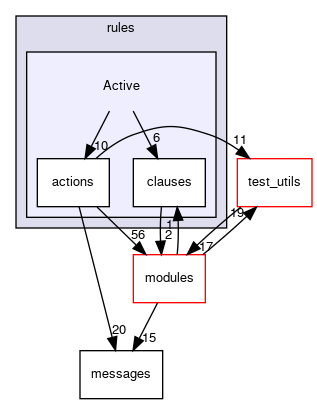 rules
Active
10
6
11
actions
clauses
test_utils
56
1
2
19
17
modules
20
15
messages